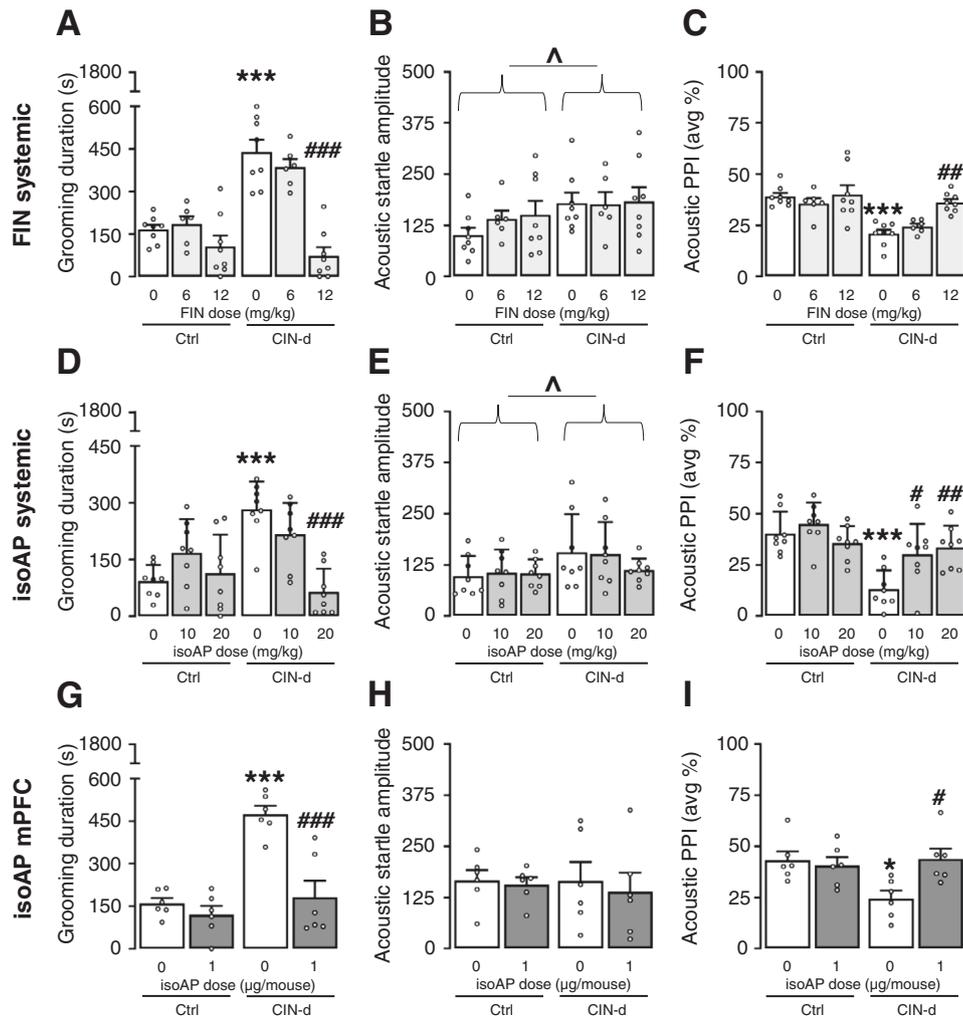 A
FIN systemic
Grooming duration (s)
1800
600
450
300
150
0
***
###
0 6 12 0 6 12
FIN dose (mg/kg)
Ctrl CIN-d
B
Acoustic startle amplitude
500
375
250
125
0
^
0 6 12 0 6 12
FIN dose (mg/kg)
Ctrl CIN-d
C
Acoustic PPI (avg %)
100
75
50
25
0
***
##
0 6 12 0 6 12
FIN dose (mg/kg)
Ctrl CIN-d
D
isoAP systemic
Grooming duration (s)
1800
450
300
150
0
***
###
0 10 20 0 10 20
isoAP dose (mg/kg)
Ctrl CIN-d
E
Acoustic startle amplitude
500
375
250
125
0
^
0 10 20 0 10 20
isoAP dose (mg/kg)
Ctrl CIN-d
F
Acoustic PPI (avg %)
100
75
50
25
0
***
#
##
0 10 20 0 10 20
isoAP dose (mg/kg)
Ctrl CIN-d
G
isoAP mPFC
Grooming duration (s)
1800
600
450
300
150
0
***
###
0 1 0 1
isoAP dose (µg/mouse)
Ctrl CIN-d
H
Acoustic startle amplitude
500
375
250
125
0
0 1 0 1
isoAP dose (µg/mouse)
Ctrl CIN-d
I
Acoustic PPI (avg %)
100
75
50
25
0
*
#
0 1 0 1
isoAP dose (µg/mouse)
Ctrl CIN-d